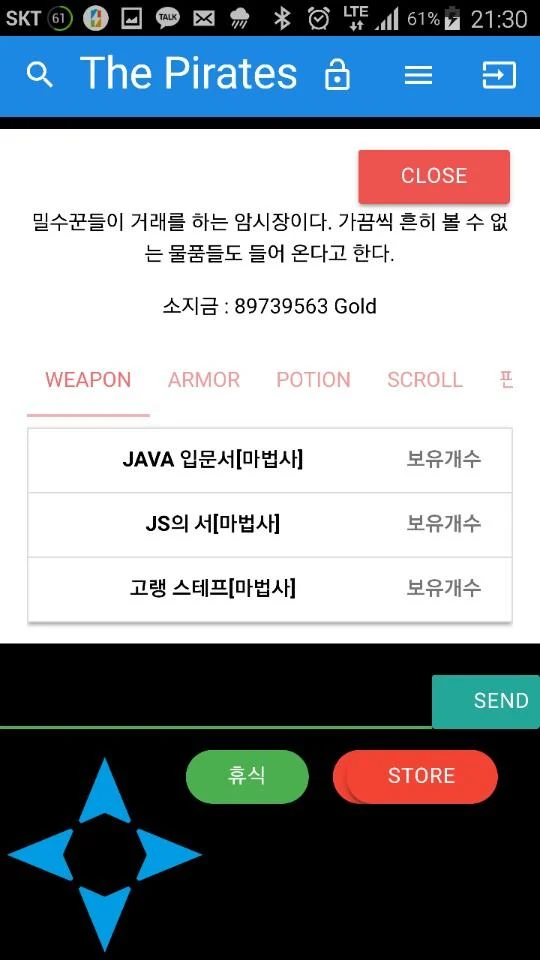 SKT 61 TALK LTE 61% 21:30
The Pirates
CLOSE
밀수꾼들이 거래를 하는 암시장이다. 가끔씩 흔히 볼 수 없
는 물품들도 들어 온다고 한다.
소지금 : 89739563 Gold
WEAPON ARMOR POTION SCROLL
JAVA 입문서[마법사] 보유개수
JS의 서[마법사] 보유개수
고랭 스테프[마법사] 보유개수
SEND
휴식 STORE